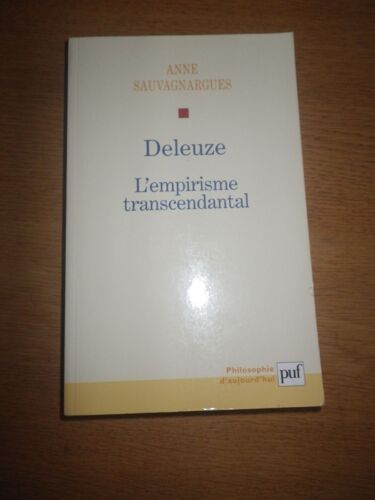 ANNE
SAUVAGNARGUES
Deleuze
L'empirisme
transcendantal
Philosophie
d'aujourd'hui
puf